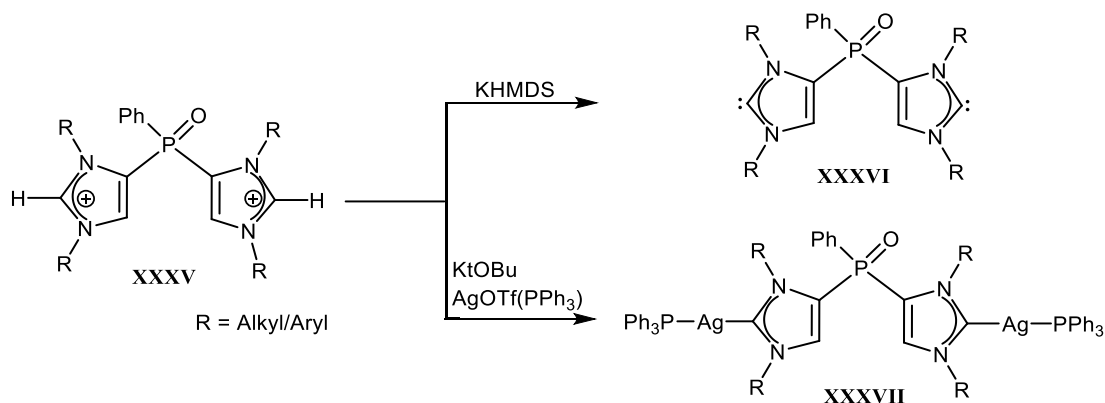 Ph O
R P R
N N
: :
N N
R R
XXXVI
KHMDS
Ph O
R P R
N N
H ⊕ ⊕ H
N N
R R
XXXV
R = Alkyl/Aryl
KtOBu
AgOTf(PPh3)
Ph O
R P R
N N
Ph3P Ag Ag PPh3
N N
R R
XXXVII